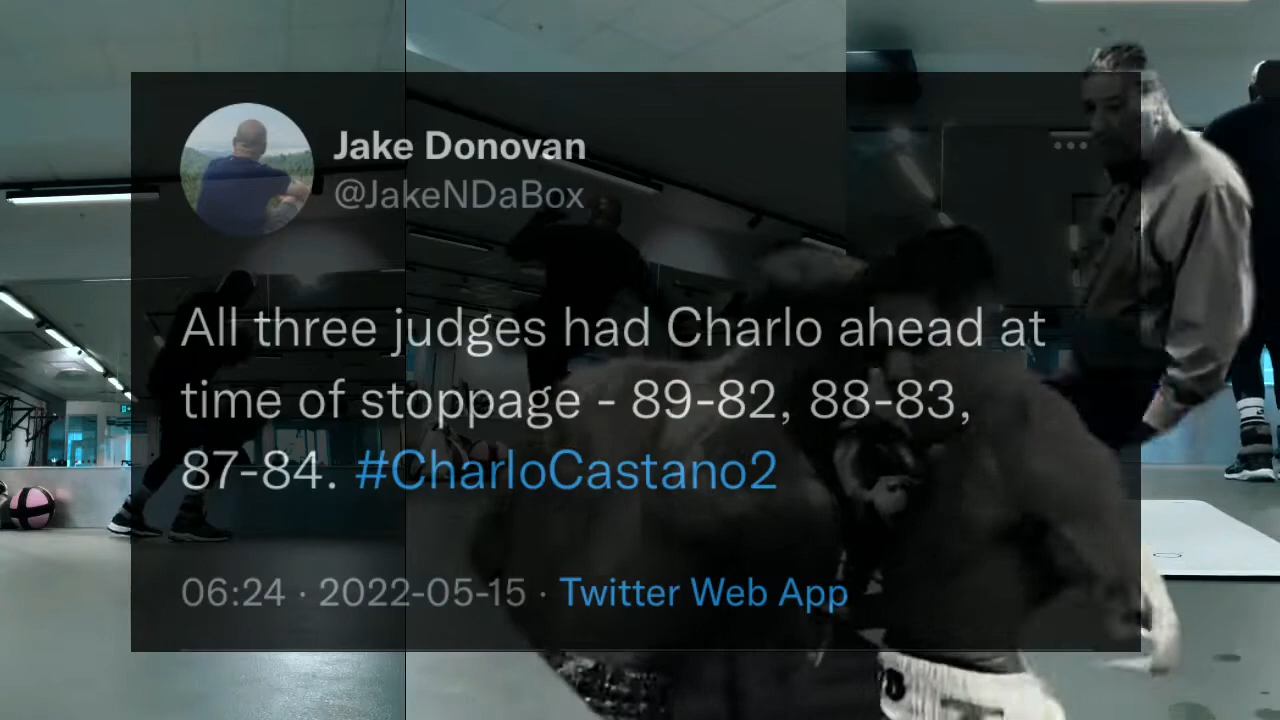 Jake Donovan
@JakeNDaBox
All three judges had Charlo ahead at
time of stoppage - 89-82, 88-83,
87-84. #CharloCastano2
06:24 · 2022-05-15 · Twitter Web App